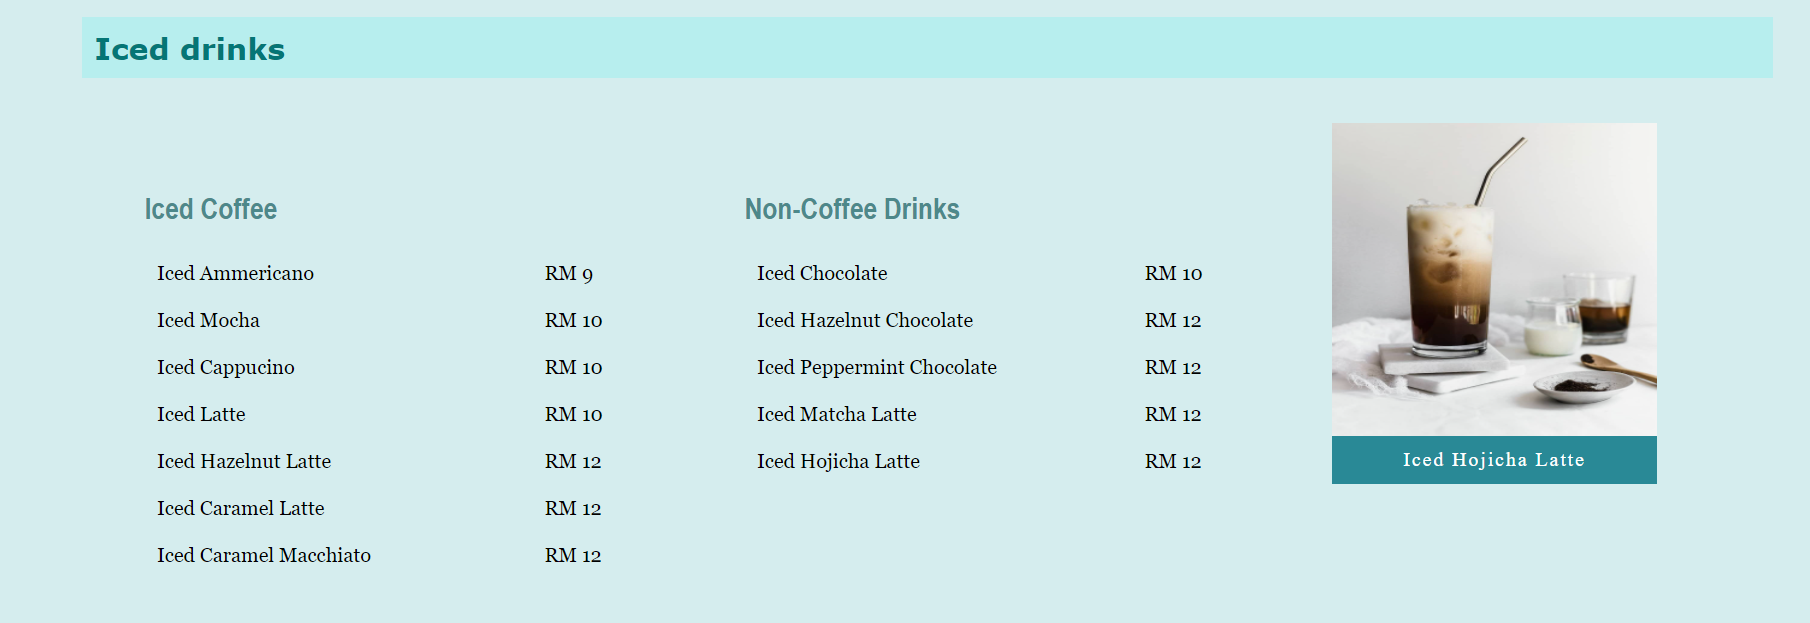 Iced drinks
Iced Coffee
Iced Ammericano RM 9
Iced Mocha RM 10
Iced Cappucino RM 10
Iced Latte RM 10
Iced Hazelnut Latte RM 12
Iced Caramel Latte RM 12
Iced Caramel Macchiato RM 12
Non-Coffee Drinks
Iced Chocolate RM 10
Iced Hazelnut Chocolate RM 12
Iced Peppermint Chocolate RM 12
Iced Matcha Latte RM 12
Iced Hojicha Latte RM 12
Iced Hojicha Latte